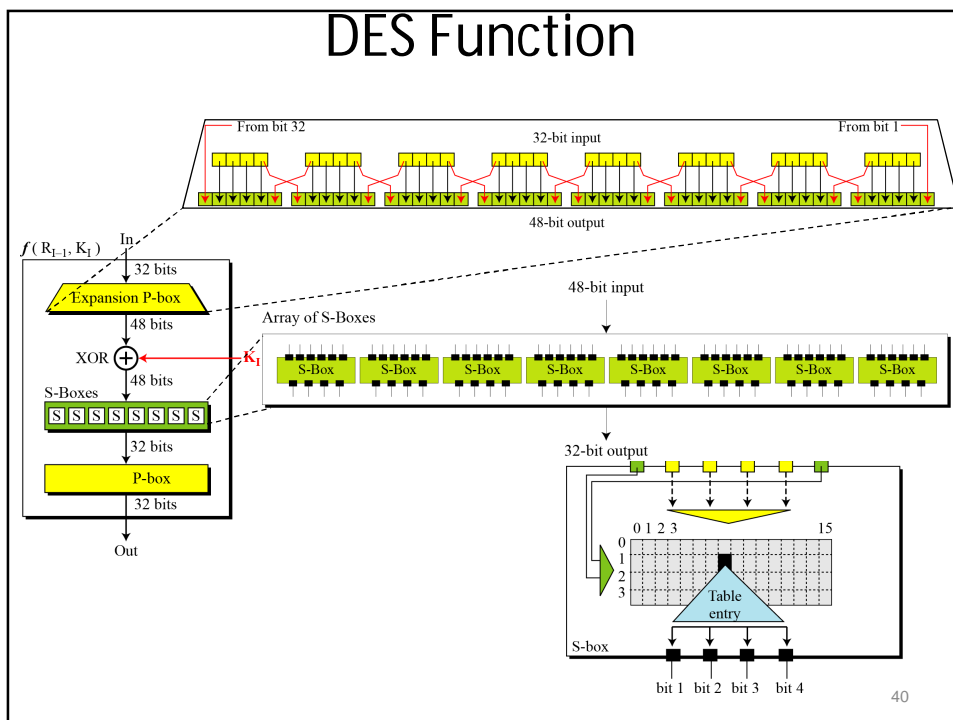 DES Function
From bit 32
32-bit input
From bit 1
48-bit output
f ( R_{I–1}, K_I )
In
32 bits
Expansion P-box
48 bits
XOR
K_I
48 bits
S-Boxes
S S S S S S S S
32 bits
P-box
32 bits
Out
48-bit input
Array of S-Boxes
S-Box S-Box S-Box S-Box S-Box S-Box S-Box S-Box
32-bit output
0 1 2 3 15
0
1
2
3
Table
entry
S-box
bit 1 bit 2 bit 3 bit 4
40